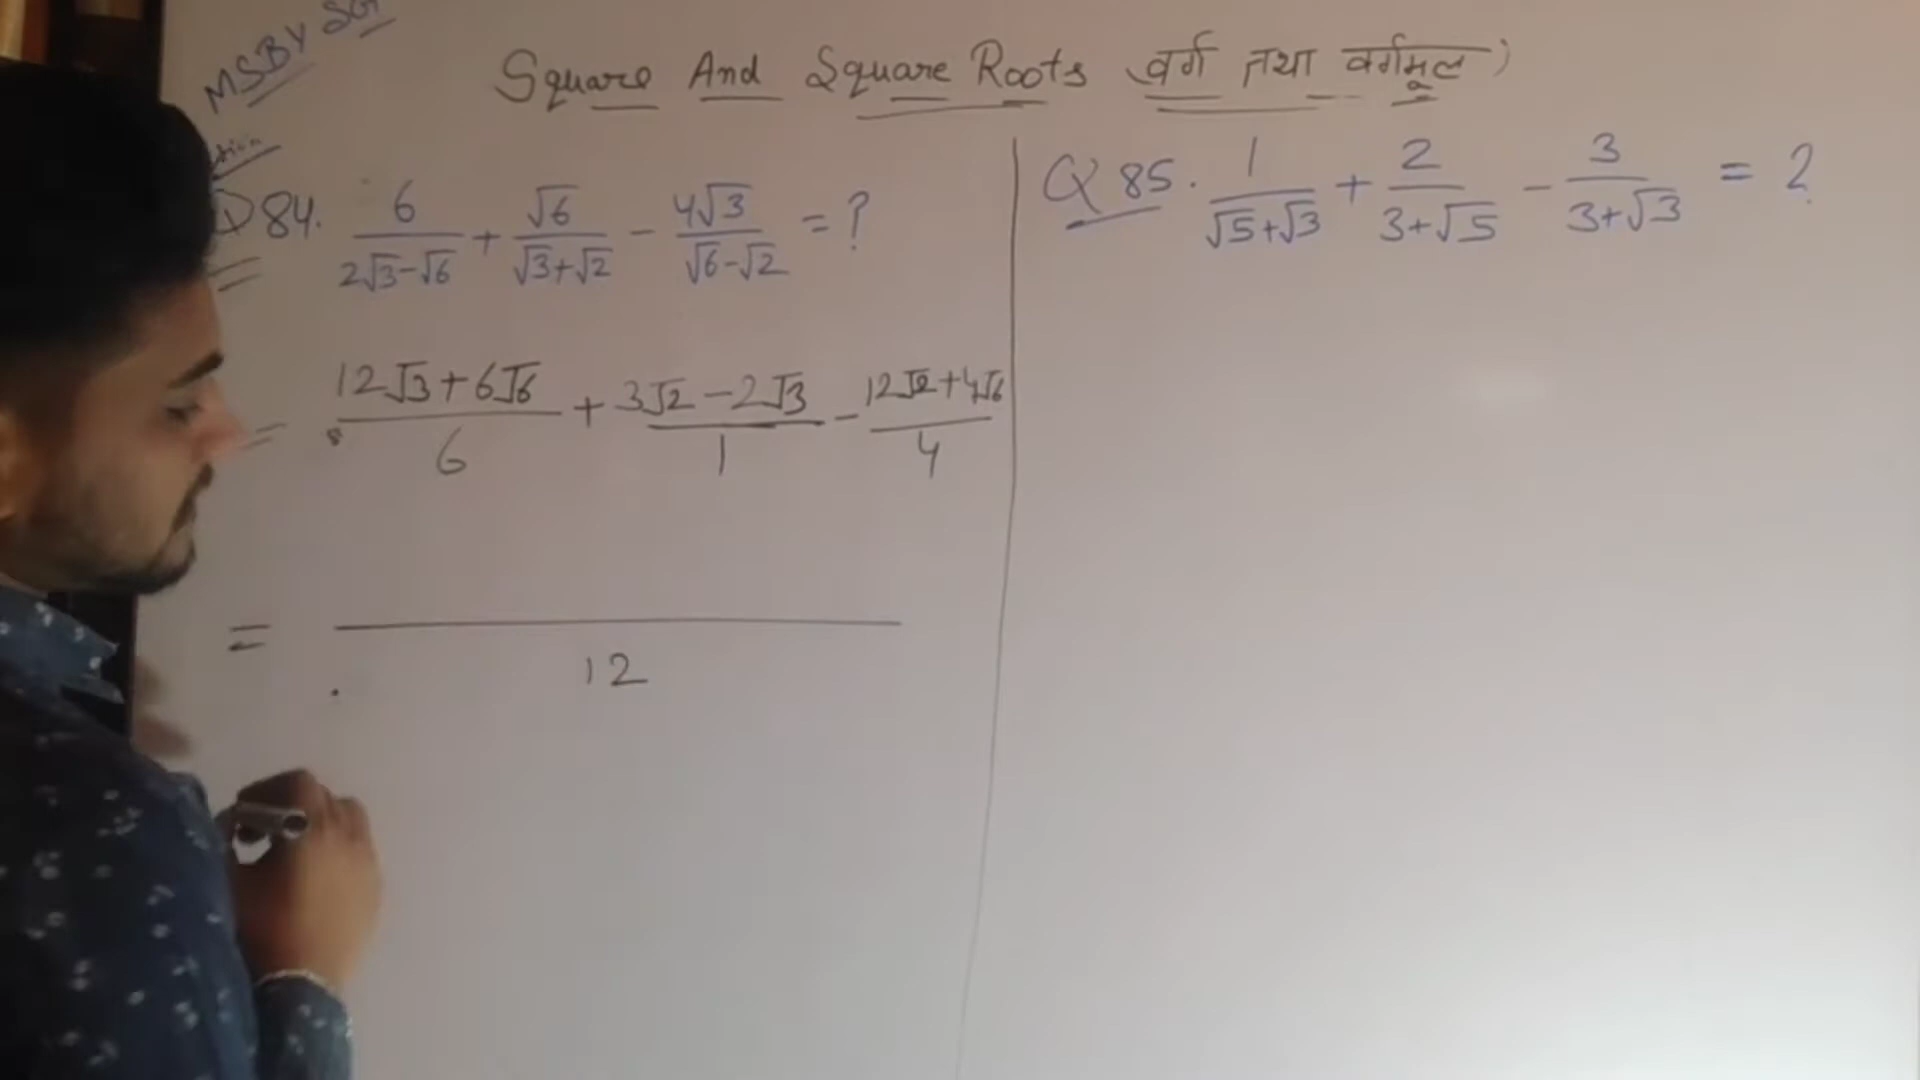 MSBY
Square And Square Roots (वर्ग तथा वर्गमूल)
84. 6/(2√3-√6) + √6/(√3+√2) - 4√3/(√6-√2) = ?
= (12√3+6√6)/6 + (3√2-2√3)/1 - (12√2+4√6)/4
= /12
Q 85. 1/(√5+√3) + 2/(3+√5) - 3/(3+√3) = ?